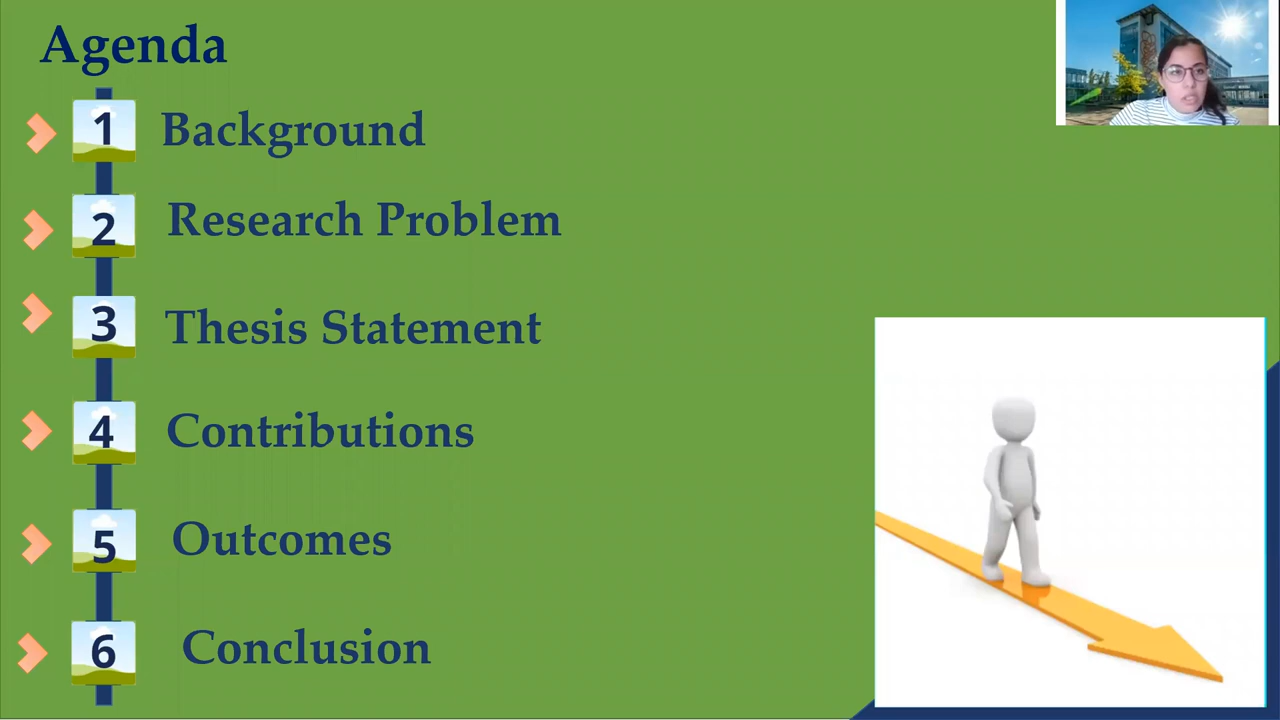 Agenda
1 Background
2 Research Problem
3 Thesis Statement
4 Contributions
5 Outcomes
6 Conclusion